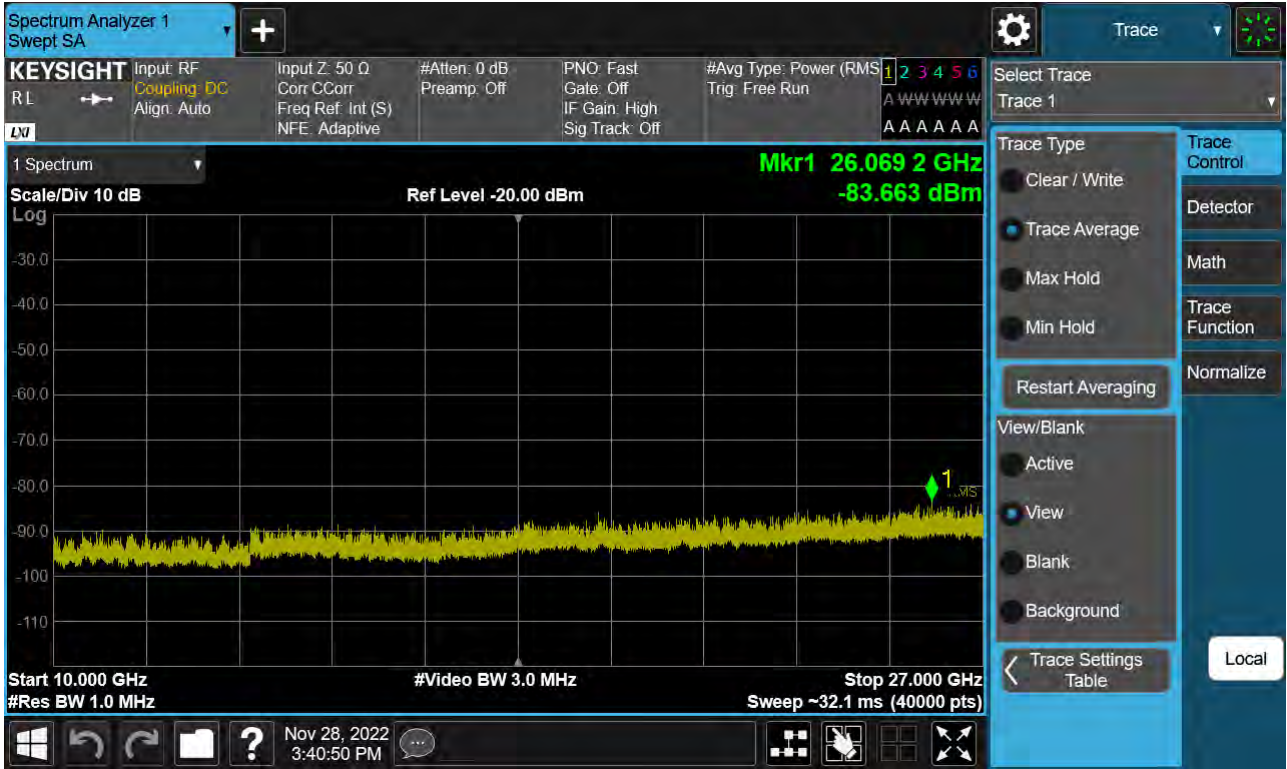 Spectrum Analyzer 1
Swept SA
Trace
KEYSIGHT
Input: RF
Coupling: DC
Align: Auto
R L
LXI
Input Z: 50 Ω
Corr CCorr
Freq Ref: Int (S)
NFE: Adaptive
#Atten: 0 dB
Preamp: Off
PNO: Fast
Gate: Off
IF Gain: High
Sig Track: Off
#Avg Type: Power (RMS
Trig: Free Run
1 2 3 4 5 6
A W W W W W
A A A A A A
Select Trace
Trace 1
1 Spectrum
Scale/Div 10 dB
Ref Level -20.00 dBm
Mkr1 26.069 2 GHz
-83.663 dBm
Log
-30.0
-40.0
-50.0
-60.0
-70.0
-80.0
-90.0
-100
-110
1
Start 10.000 GHz
#Res BW 1.0 MHz
#Video BW 3.0 MHz
Stop 27.000 GHz
Sweep ~32.1 ms (40000 pts)
Trace Type
Clear / Write
Trace Average
Max Hold
Min Hold
Restart Averaging
View/Blank
Active
View
Blank
Background
Trace Settings
Table
Trace
Control
Detector
Math
Trace
Function
Normalize
Local
Nov 28, 2022
3:40:50 PM